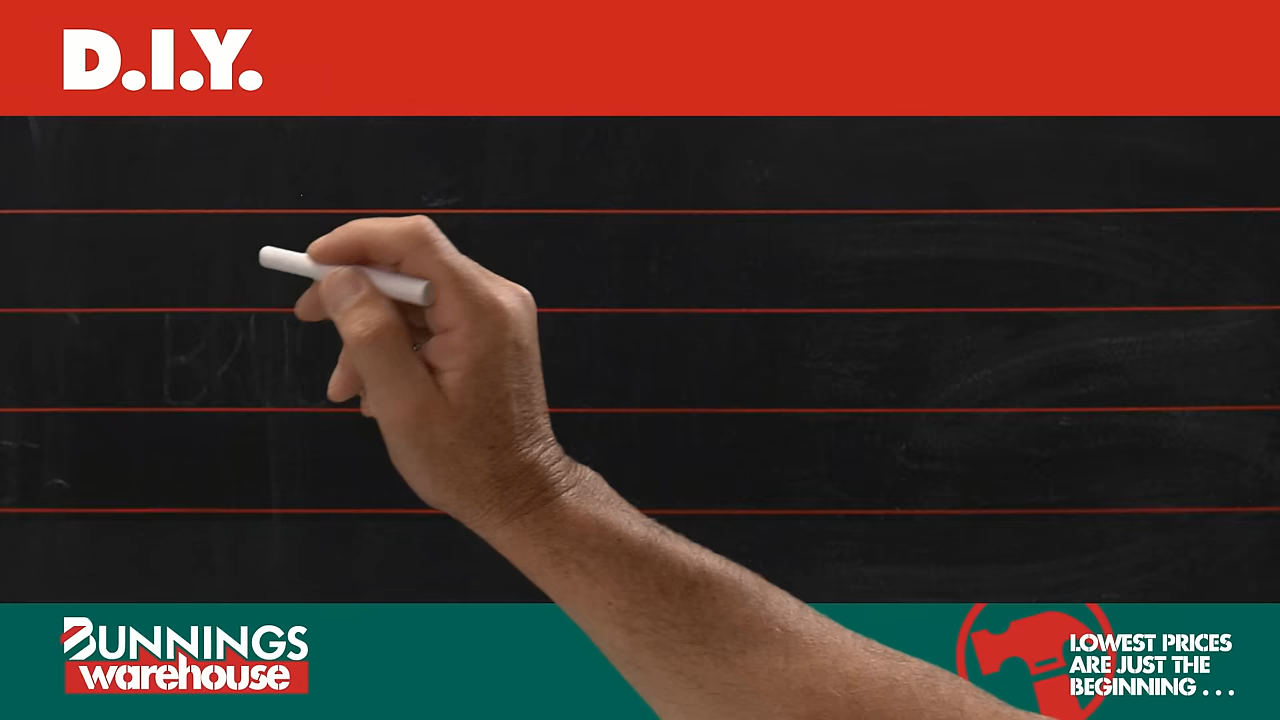 D.I.Y.
BUNNINGS
warehouse
LOWEST PRICES
ARE JUST THE
BEGINNING...